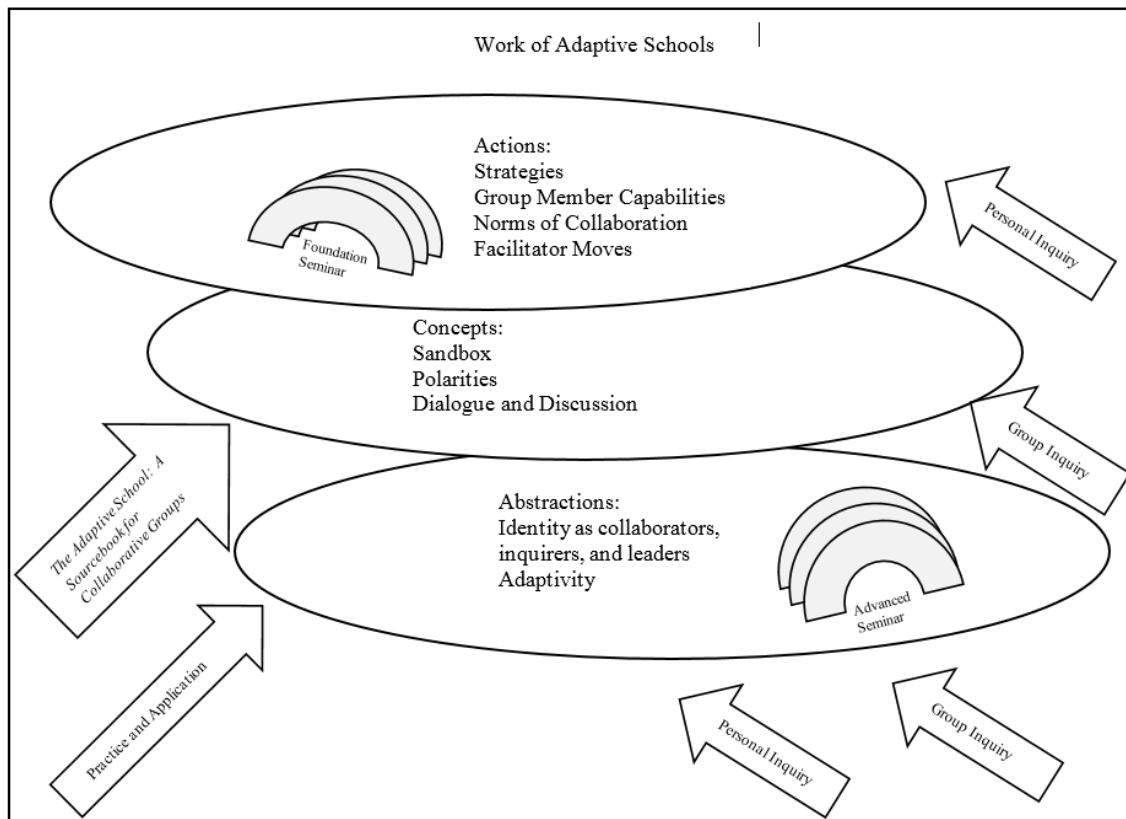 Work of Adaptive Schools
Actions:
Strategies
Group Member Capabilities
Norms of Collaboration
Facilitator Moves
Foundation
Seminar
Personal Inquiry
Concepts:
Sandbox
Polarities
Dialogue and Discussion
Group Inquiry
The Adaptive School: A
Sourcebook for
Collaborative Groups
Abstractions:
Identity as collaborators,
inquirers, and leaders
Adaptivity
Advanced
Seminar
Practice and Application
Personal Inquiry
Group Inquiry